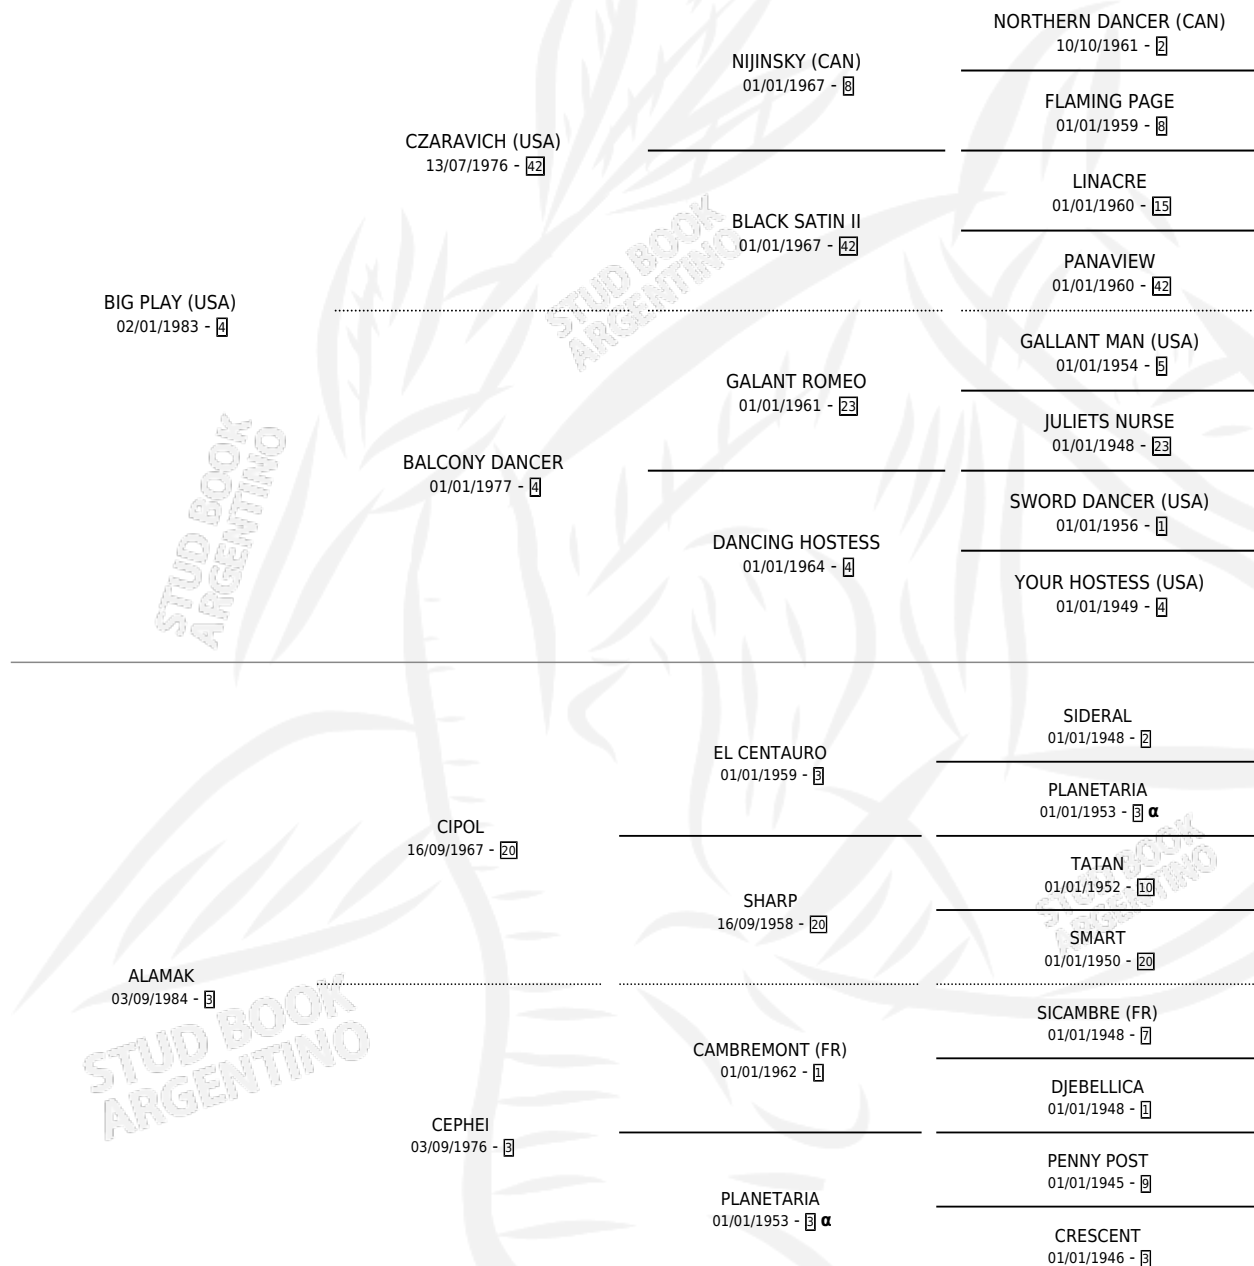 NORTHERN DANCER (CAN)
10/10/1961 - 2
NIJINSKY (CAN)
01/01/1967 - 8
FLAMING PAGE
01/01/1959 - 8
CZARAVICH (USA)
13/07/1976 - 42
LINACRE
01/01/1960 - 15
BLACK SATIN II
01/01/1967 - 42
PANAVIEW
01/01/1960 - 42
BIG PLAY (USA)
02/01/1983 - 4
GALLANT MAN (USA)
01/01/1954 - 5
GALANT ROMEO
01/01/1961 - 23
JULIETS NURSE
01/01/1948 - 23
BALCONY DANCER
01/01/1977 - 4
SWORD DANCER (USA)
01/01/1956 - 1
DANCING HOSTESS
01/01/1964 - 4
YOUR HOSTESS (USA)
01/01/1949 - 4
STUD BOOK
ARGENTINO
STUD BOOK
ARGENTINO
SIDERAL
01/01/1948 - 2
EL CENTAURO
01/01/1959 - 3
PLANETARIA
01/01/1953 - 3 α
CIPOL
16/09/1967 - 20
TATAN
01/01/1952 - 10
SHARP
16/09/1958 - 20
SMART
01/01/1950 - 20
ALAMAK
03/09/1984 - 3
SICAMBRE (FR)
01/01/1948 - 7
CAMBREMONT (FR)
01/01/1962 - 1
DJEBELLICA
01/01/1948 - 1
CEPHEI
03/09/1976 - 3
PENNY POST
01/01/1945 - 9
PLANETARIA
01/01/1953 - 3 α
CRESCENT
01/01/1946 - 3
STUD BOOK
ARGENTINO
STUD BOOK
ARGENTINO